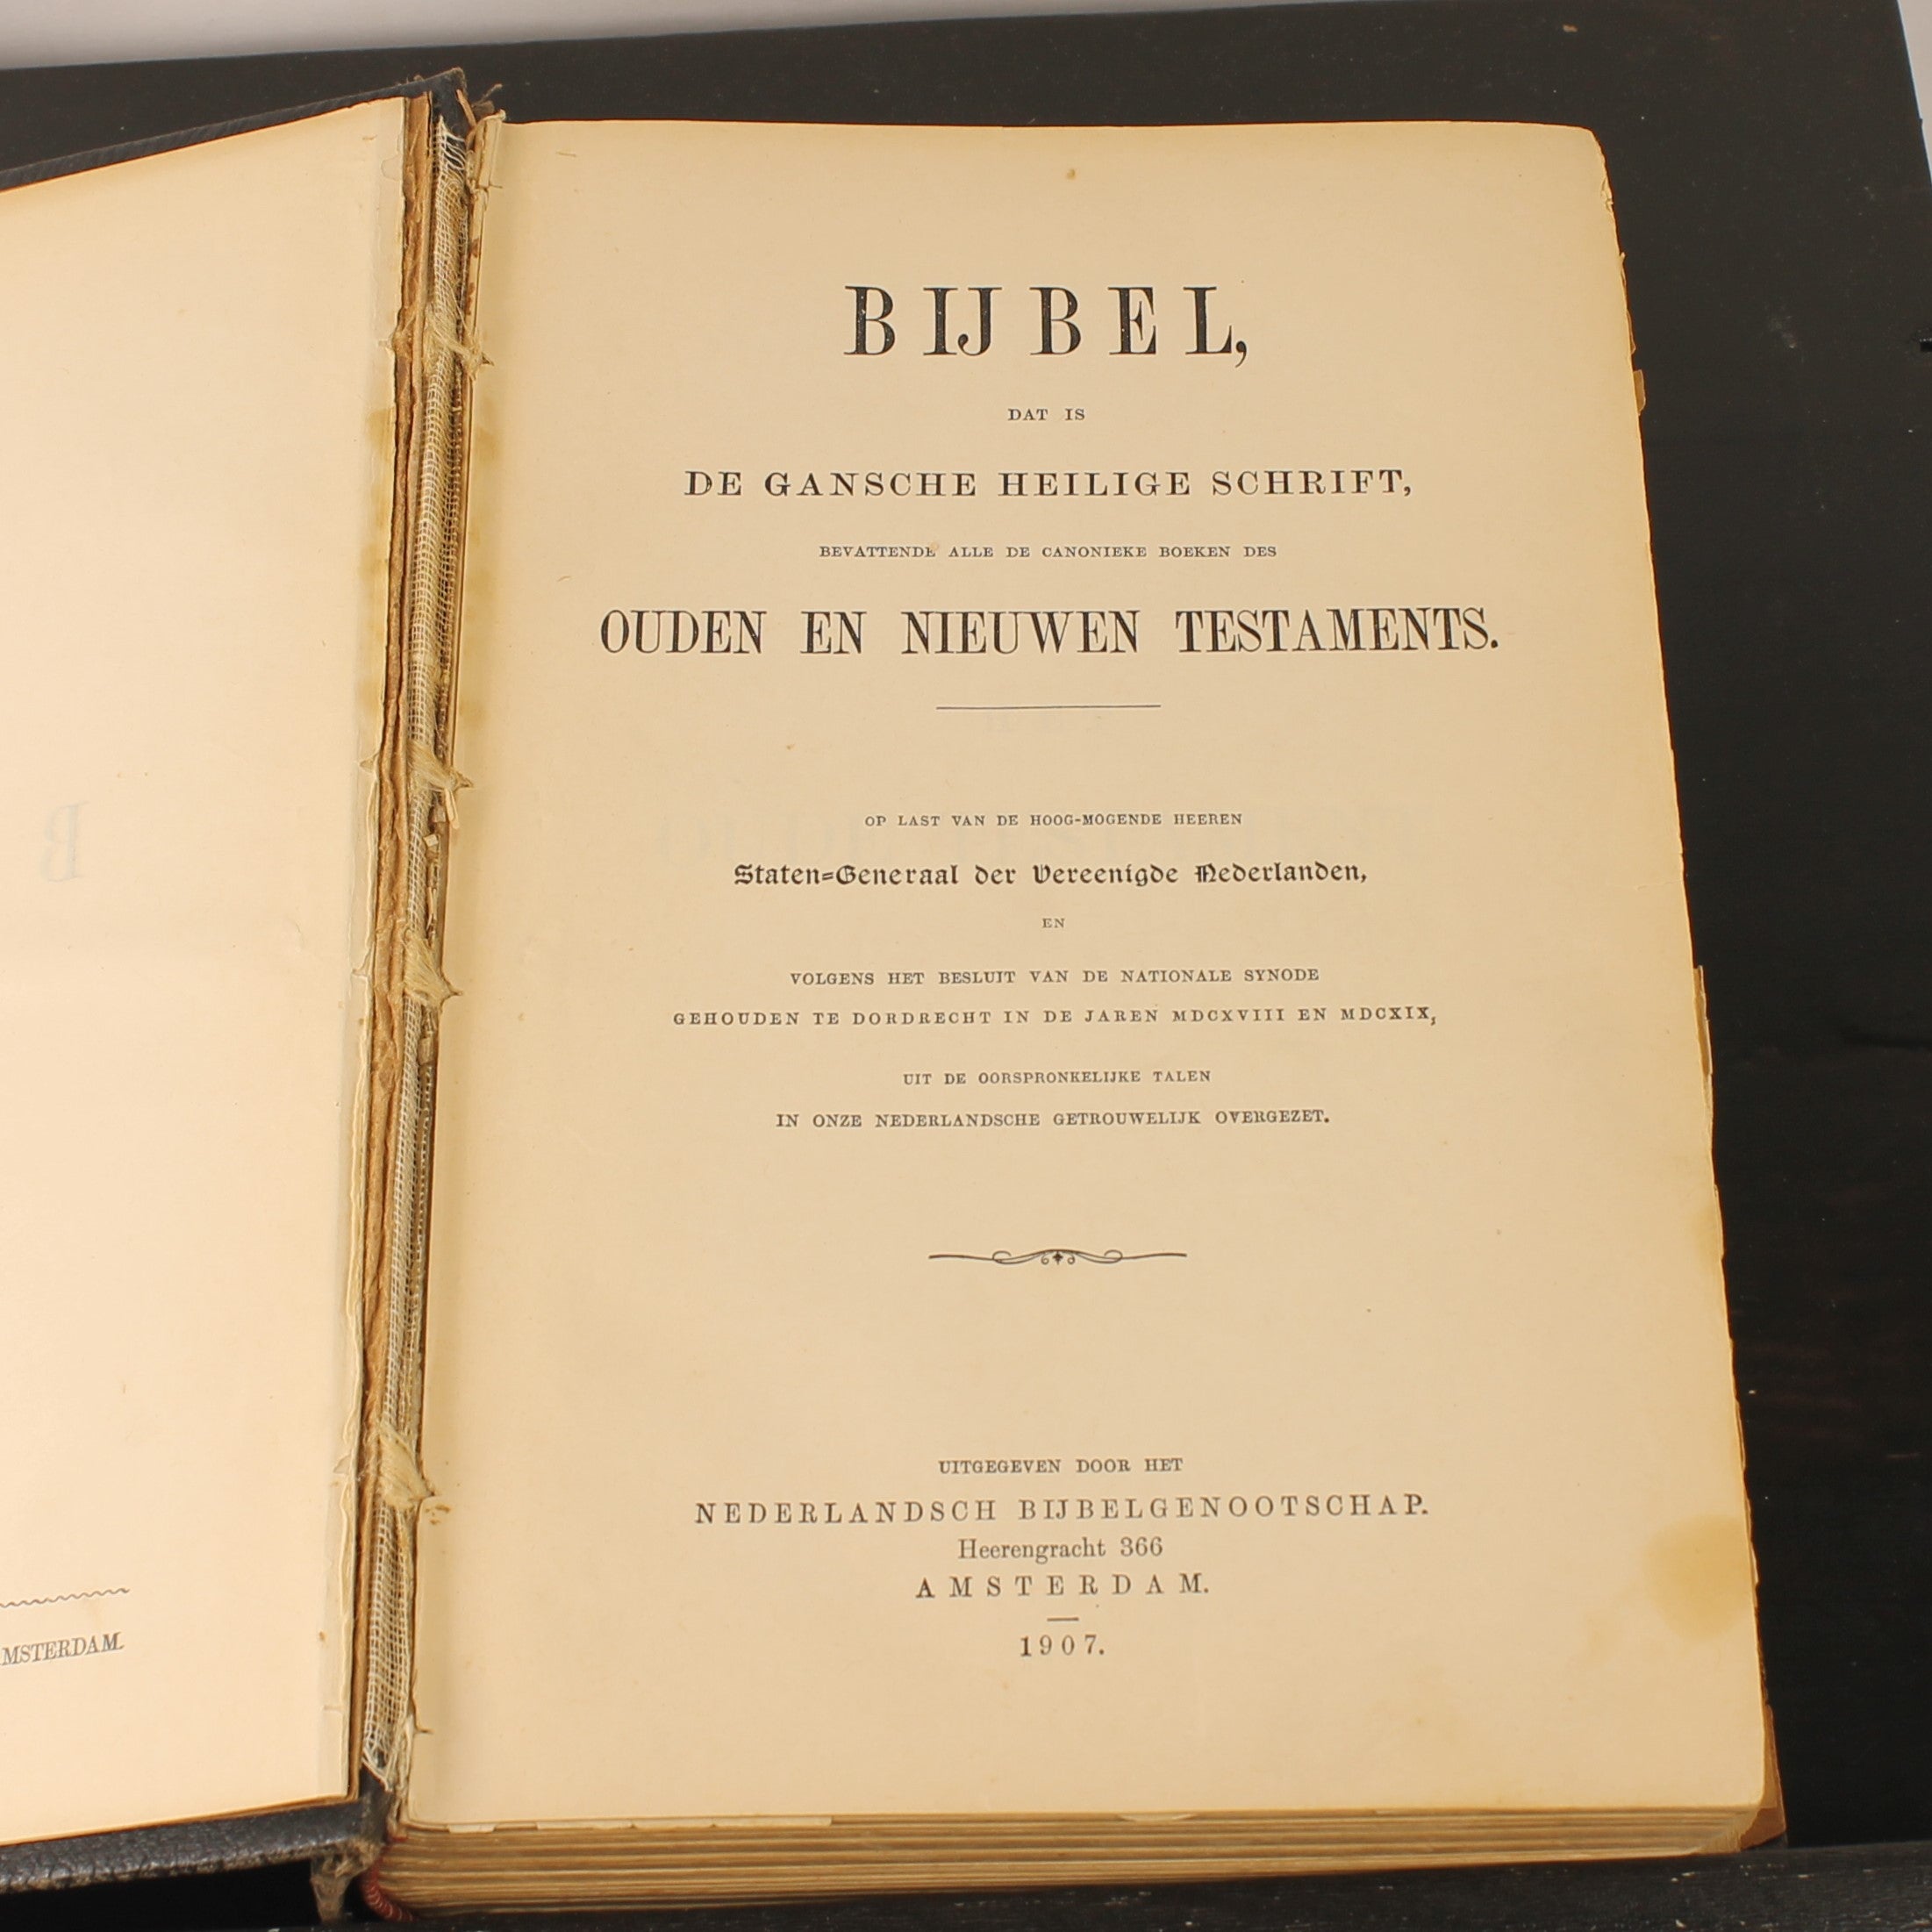 BIJBEL,
DAT IS
DE GANSCHE HEILIGE SCHRIFT,
BEVATTENDE ALLE DE CANONIEKE BOEKEN DES
OUDEN EN NIEUWEN TESTAMENTS.
OP LAST VAN DE HOOG-MOGENDE HEEREN
Staten=Generaal der Vereenigde Nederlanden,
EN
VOLGENS HET BESLUIT VAN DE NATIONALE SYNODE
GEHOUDEN TE DORDRECHT IN DE JAREN MDCXVIII EN MDCXIX,
UIT DE OORSPRONKELIJKE TALEN
IN ONZE NEDERLANDSCHE GETROUWELIJK OVERGEZET.
UITGEGEVEN DOOR HET
NEDERLANDSCH BIJBELGENOOTSCHAP.
Heerengracht 366
AMSTERDAM.
1907.
MSTERDAM.